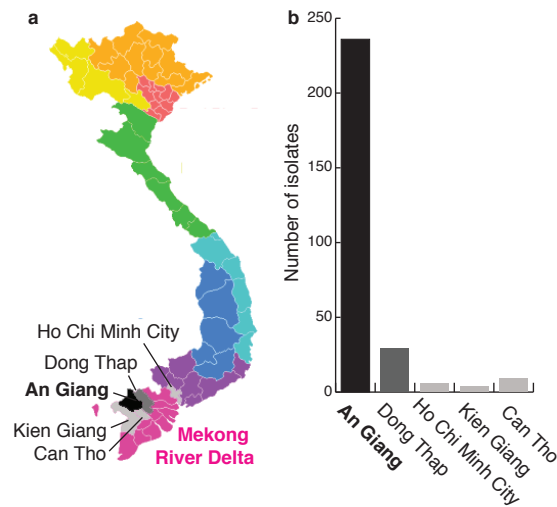 a
Ho Chi Minh City
Dong Thap
An Giang
Kien Giang
Can Tho
Mekong
River Delta
b
Number of isolates
250
200
150
100
50
0
An Giang
Dong Thap
Ho Chi Minh City
Kien Giang
Can Tho